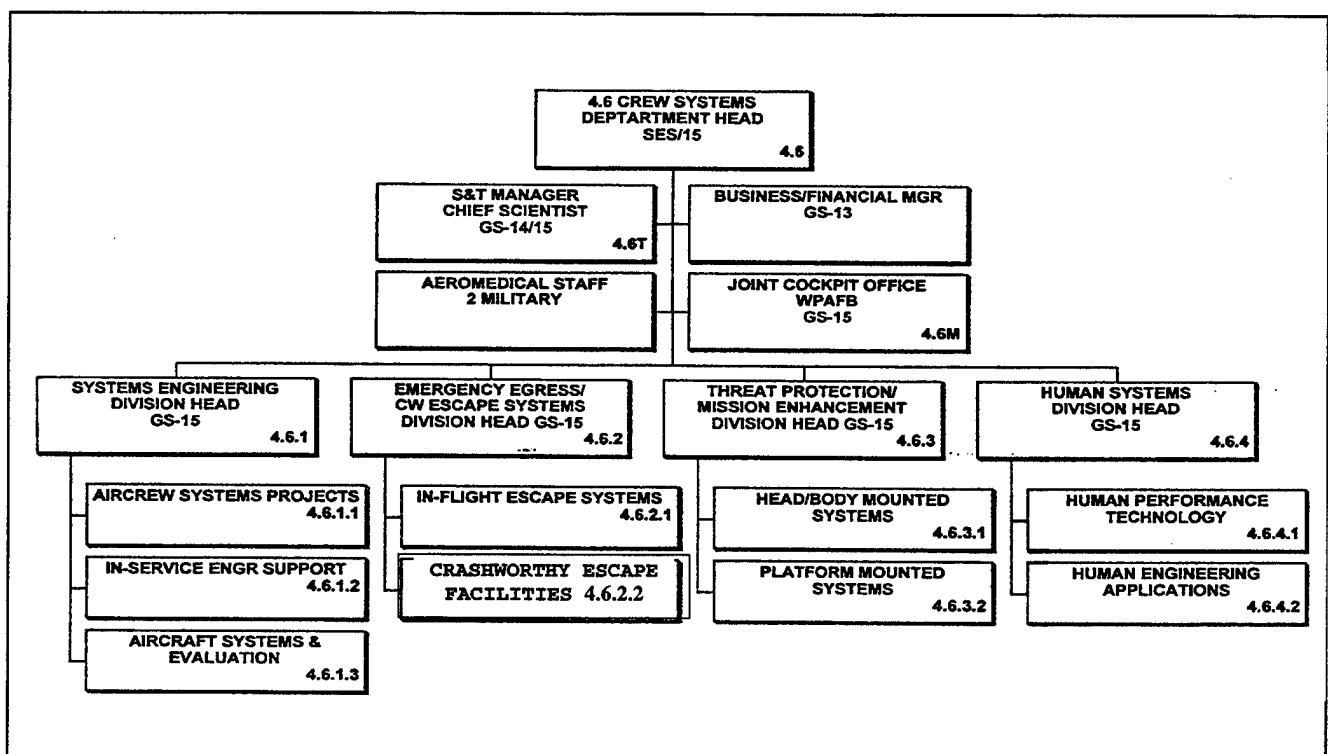 4.6 CREW SYSTEMS
DEPTARTMENT HEAD
SES/15
4.6
S&T MANAGER
CHIEF SCIENTIST
GS-14/15
4.6T
BUSINESS/FINANCIAL MGR
GS-13
AEROMEDICAL STAFF
2 MILITARY
JOINT COCKPIT OFFICE
WPAFB
GS-15
4.6M
SYSTEMS ENGINEERING
DIVISION HEAD
GS-15
4.6.1
EMERGENCY EGRESS/
CW ESCAPE SYSTEMS
DIVISION HEAD GS-15
4.6.2
THREAT PROTECTION/
MISSION ENHANCEMENT
DIVISION HEAD GS-15
4.6.3
HUMAN SYSTEMS
DIVISION HEAD
GS-15
4.6.4
AIRCREW SYSTEMS PROJECTS
4.6.1.1
IN-SERVICE ENGR SUPPORT
4.6.1.2
AIRCRAFT SYSTEMS &
EVALUATION
4.6.1.3
IN-FLIGHT ESCAPE SYSTEMS
4.6.2.1
CRASHWORTHY ESCAPE
FACILITIES 4.6.2.2
HEAD/BODY MOUNTED
SYSTEMS
4.6.3.1
PLATFORM MOUNTED
SYSTEMS
4.6.3.2
HUMAN PERFORMANCE
TECHNOLOGY
4.6.4.1
HUMAN ENGINEERING
APPLICATIONS
4.6.4.2